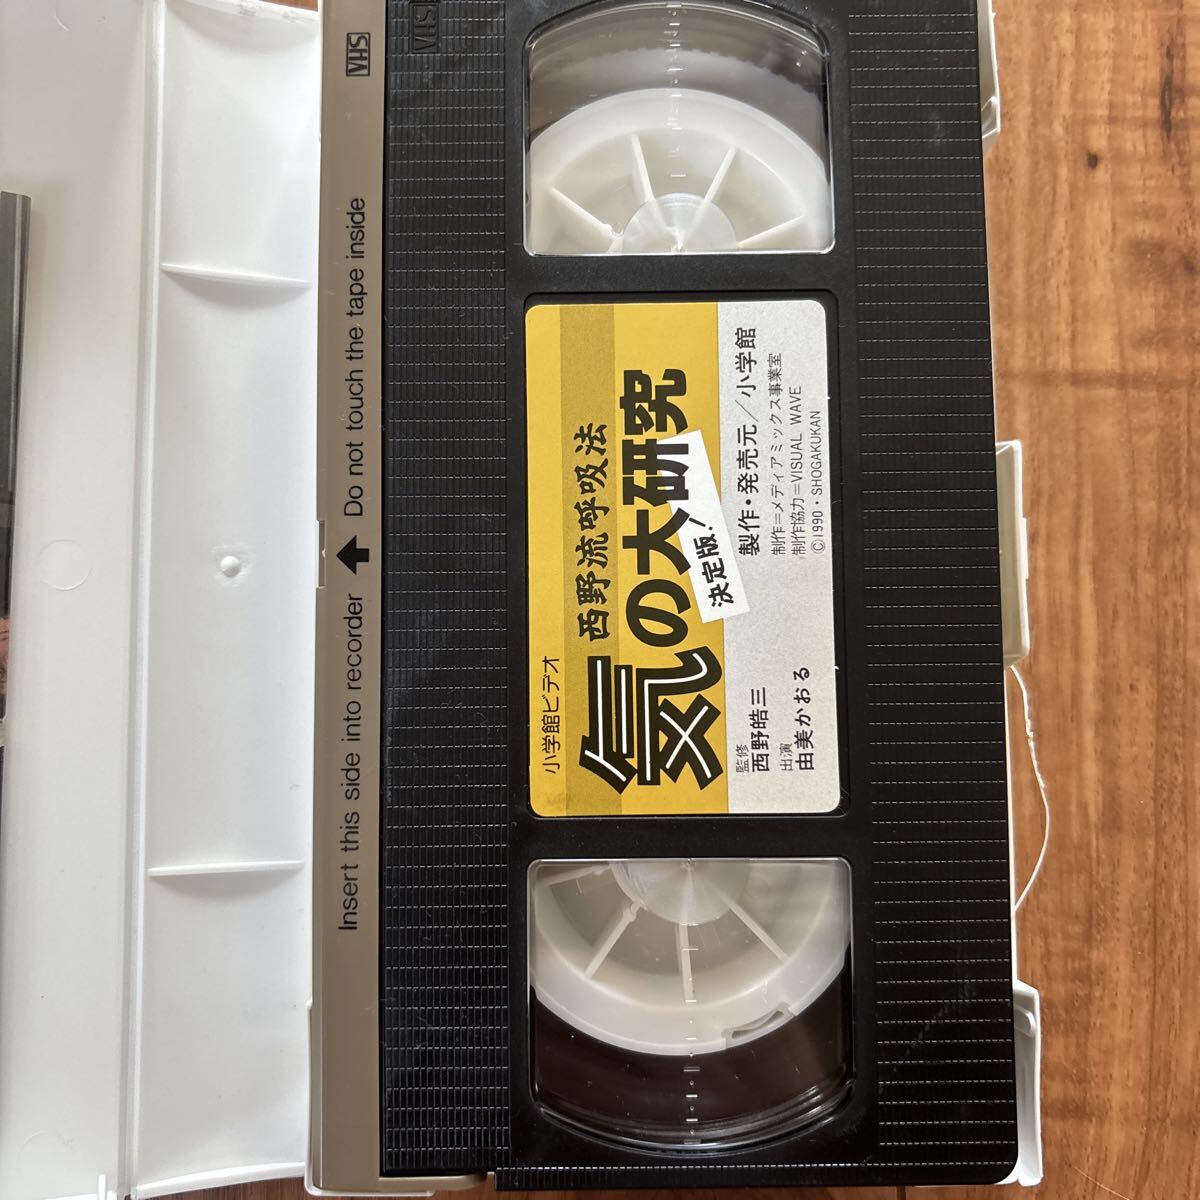 VHS
VHS
Insert this side into recorder ⬆ Do not touch the tape inside
小学館ビデオ
西野流呼吸法
氣の大研究
決定版!
監修
西野皓三
出演
由美かおる
製作・発売元/小学館
制作=メディアミックス事業室
制作協力=VISUAL WAVE
©1990・SHOGAKUKAN